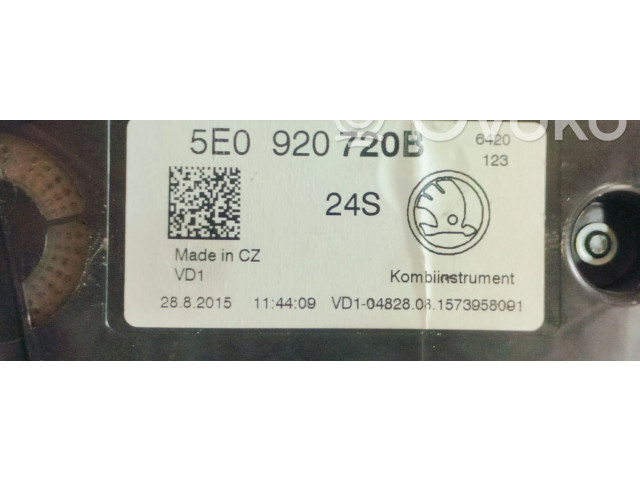 5E0 920 720B
6420
123
24S
Made in CZ
VD1
Kombiinstrument
28.8.2015 11:44:09 VD1-04828.08.1573958091